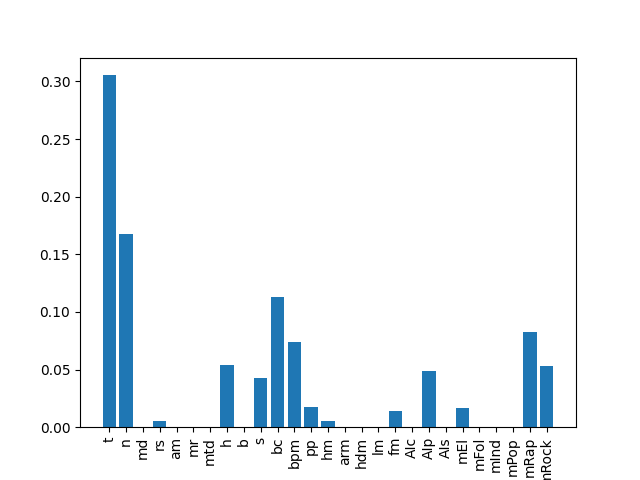 0.30
0.25
0.20
0.15
0.10
0.05
0.00
t
n
md
rs
am
mr
mtd
h
b
s
bc
bpm
pp
hm
arm
hdm
lm
fm
Alc
Alp
Als
mEl
mFol
mInd
mPop
mRap
mRock